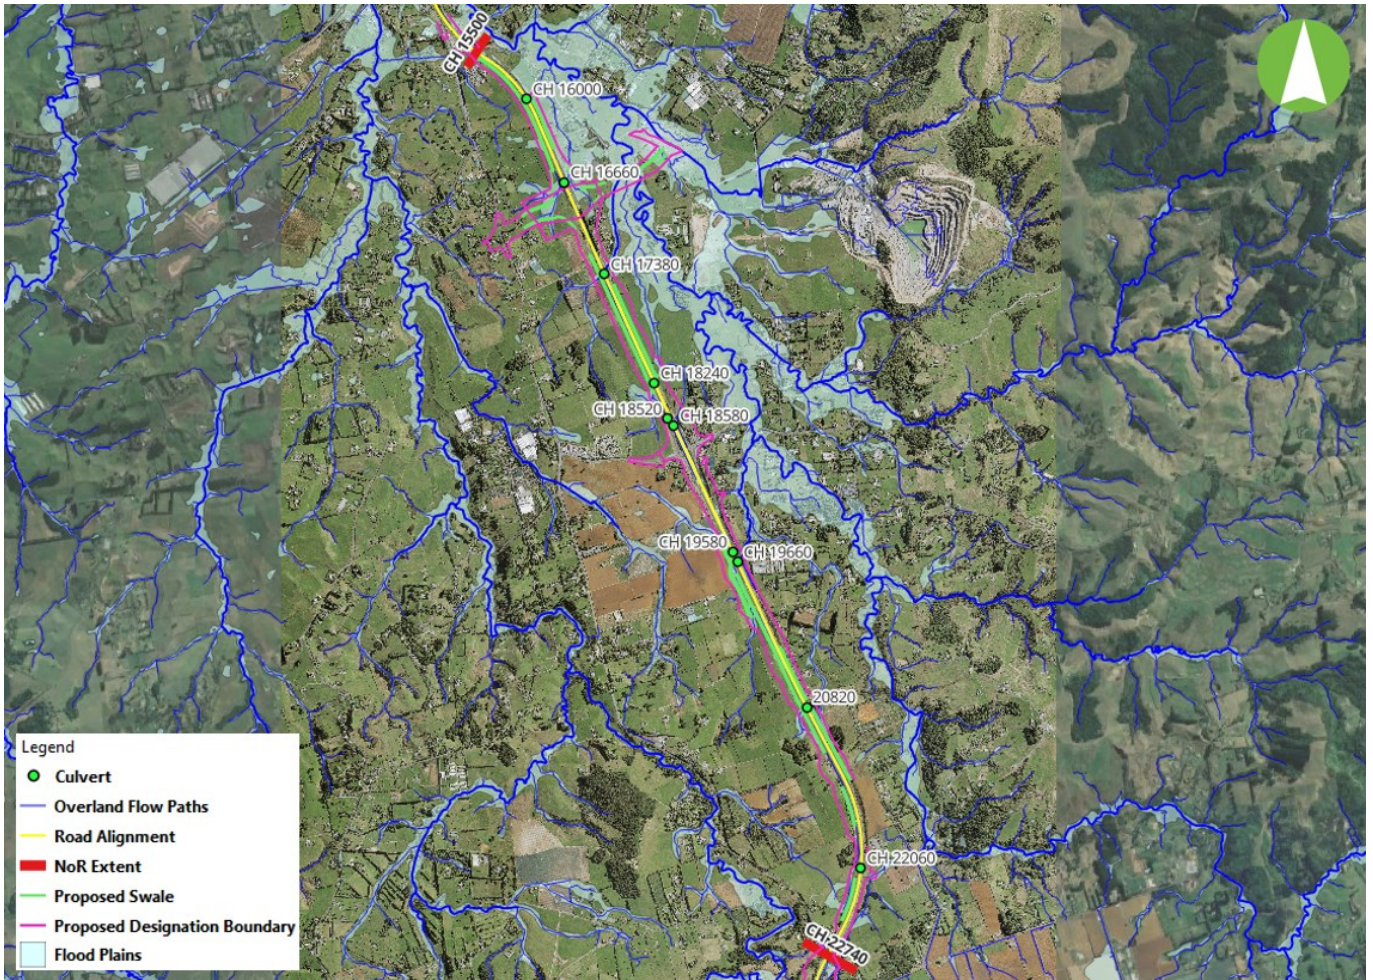 CH 15500
CH 16000
CH 16660
CH 17380
CH 18240
CH 18520
CH 18580
CH 19580
CH 19660
20820
CH 22060
CH 22740
Legend
Culvert
Overland Flow Paths
Road Alignment
NoR Extent
Proposed Swale
Proposed Designation Boundary
Flood Plains